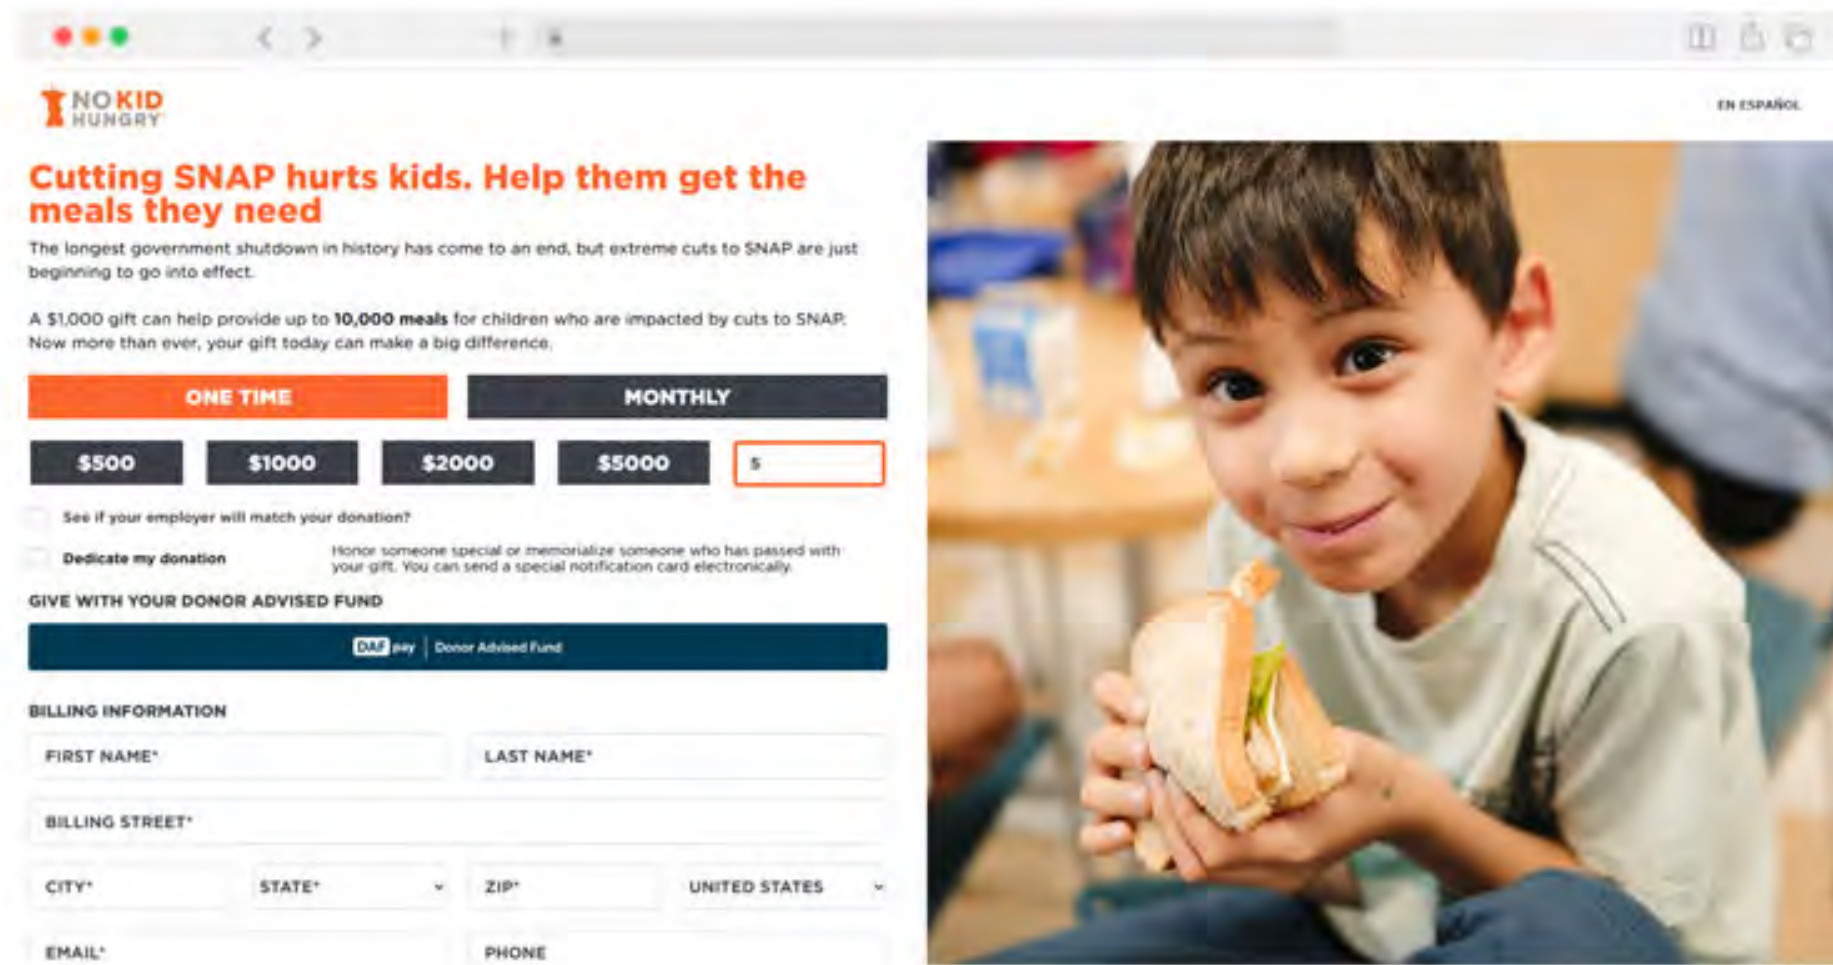 NO KID
HUNGRY
EN ESPAÑOL
Cutting SNAP hurts kids. Help them get the
meals they need
The longest government shutdown in history has come to an end, but extreme cuts to SNAP are just
beginning to go into effect.
A $1,000 gift can help provide up to 10,000 meals for children who are impacted by cuts to SNAP.
Now more than ever, your gift today can make a big difference.
ONE TIME
MONTHLY
$500
$1000
$2000
$5000
$
See if your employer will match your donation?
Dedicate my donation
Honor someone special or memorialize someone who has passed with
your gift. You can send a special notification card electronically.
GIVE WITH YOUR DONOR ADVISED FUND
DAF pay | Donor Advised Fund
BILLING INFORMATION
FIRST NAME*
LAST NAME*
BILLING STREET*
CITY*
STATE*
ZIP*
UNITED STATES
EMAIL*
PHONE